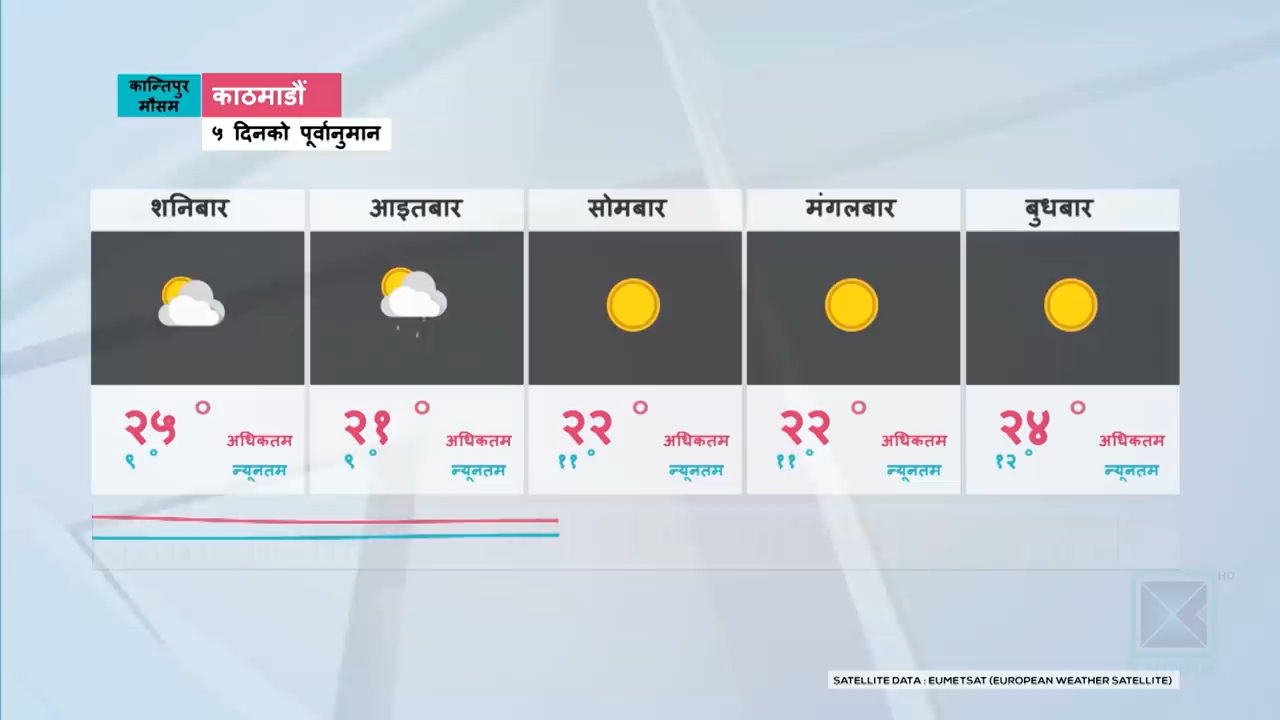 कान्तिपुर
मौसम
काठमाडौं
५ दिनको पूर्वानुमान
शनिबार
आइतबार
सोमबार
मंगलबार
बुधबार
२५ °
अधिकतम
९ °
न्यूनतम
२१ °
अधिकतम
९ °
न्यूनतम
२२ °
अधिकतम
११ °
न्यूनतम
२२ °
अधिकतम
११ °
न्यूनतम
२४ °
अधिकतम
१२ °
न्यूनतम
HD
SATELLITE DATA : EUMETSAT (EUROPEAN WEATHER SATELLITE)